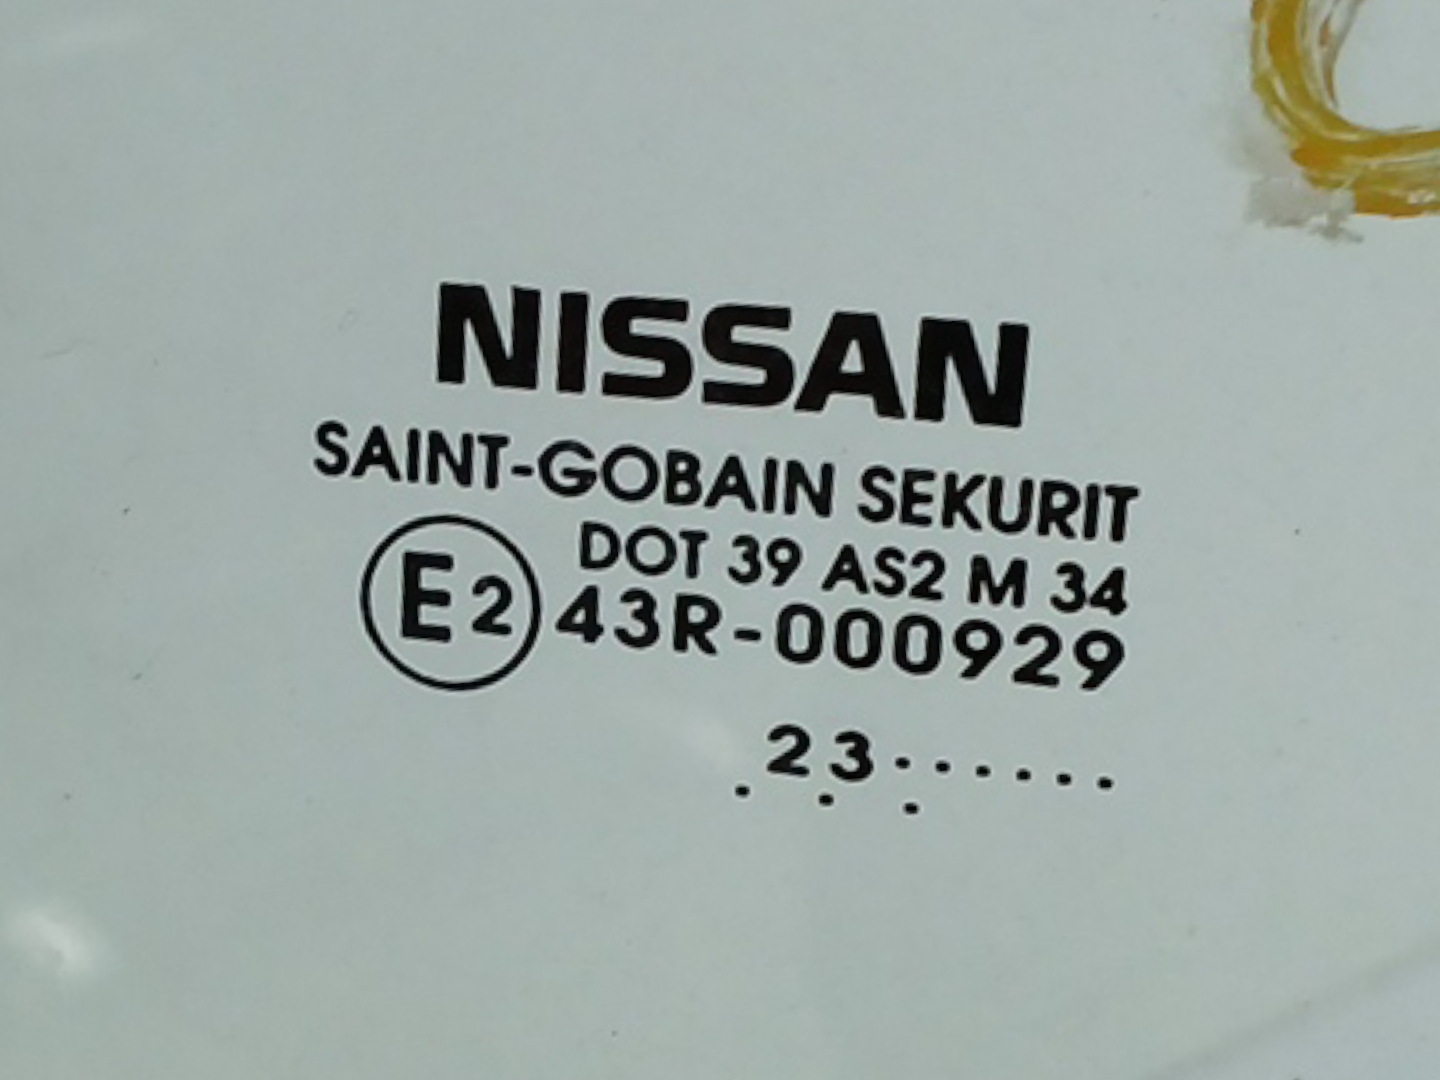 NISSAN
SAINT-GOBAIN SEKURIT
DOT 39 AS2 M 34
E2 43R-000929
23.......
. . .